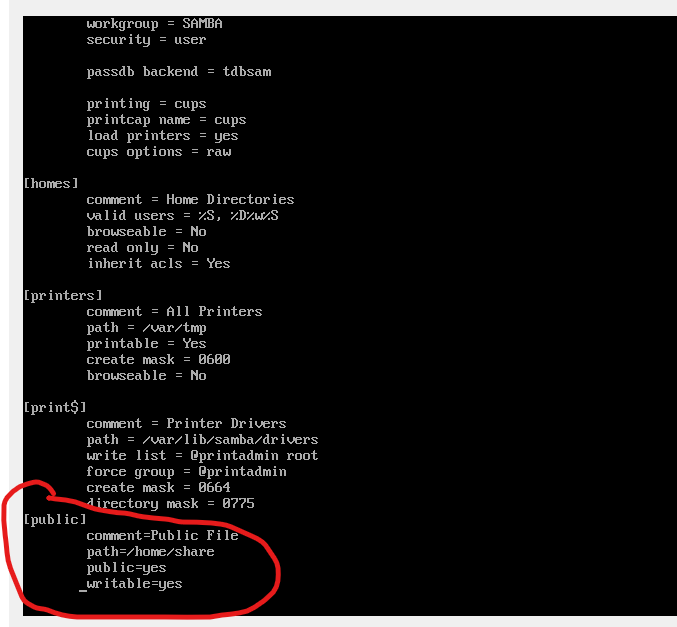 workgroup = SAMBA
security = user
passdb backend = tdbsam
printing = cups
printcap name = cups
load printers = yes
cups options = raw
[homes]
comment = Home Directories
valid users = %S, %D%w%S
browseable = No
read only = No
inherit acls = Yes
[printers]
comment = All Printers
path = /var/tmp
printable = Yes
create mask = 0600
browseable = No
[print$]
comment = Printer Drivers
path = /var/lib/samba/drivers
write list = @printadmin root
force group = @printadmin
create mask = 0664
directory mask = 0775
[public]
comment=Public File
path=/home/share
public=yes
writable=yes